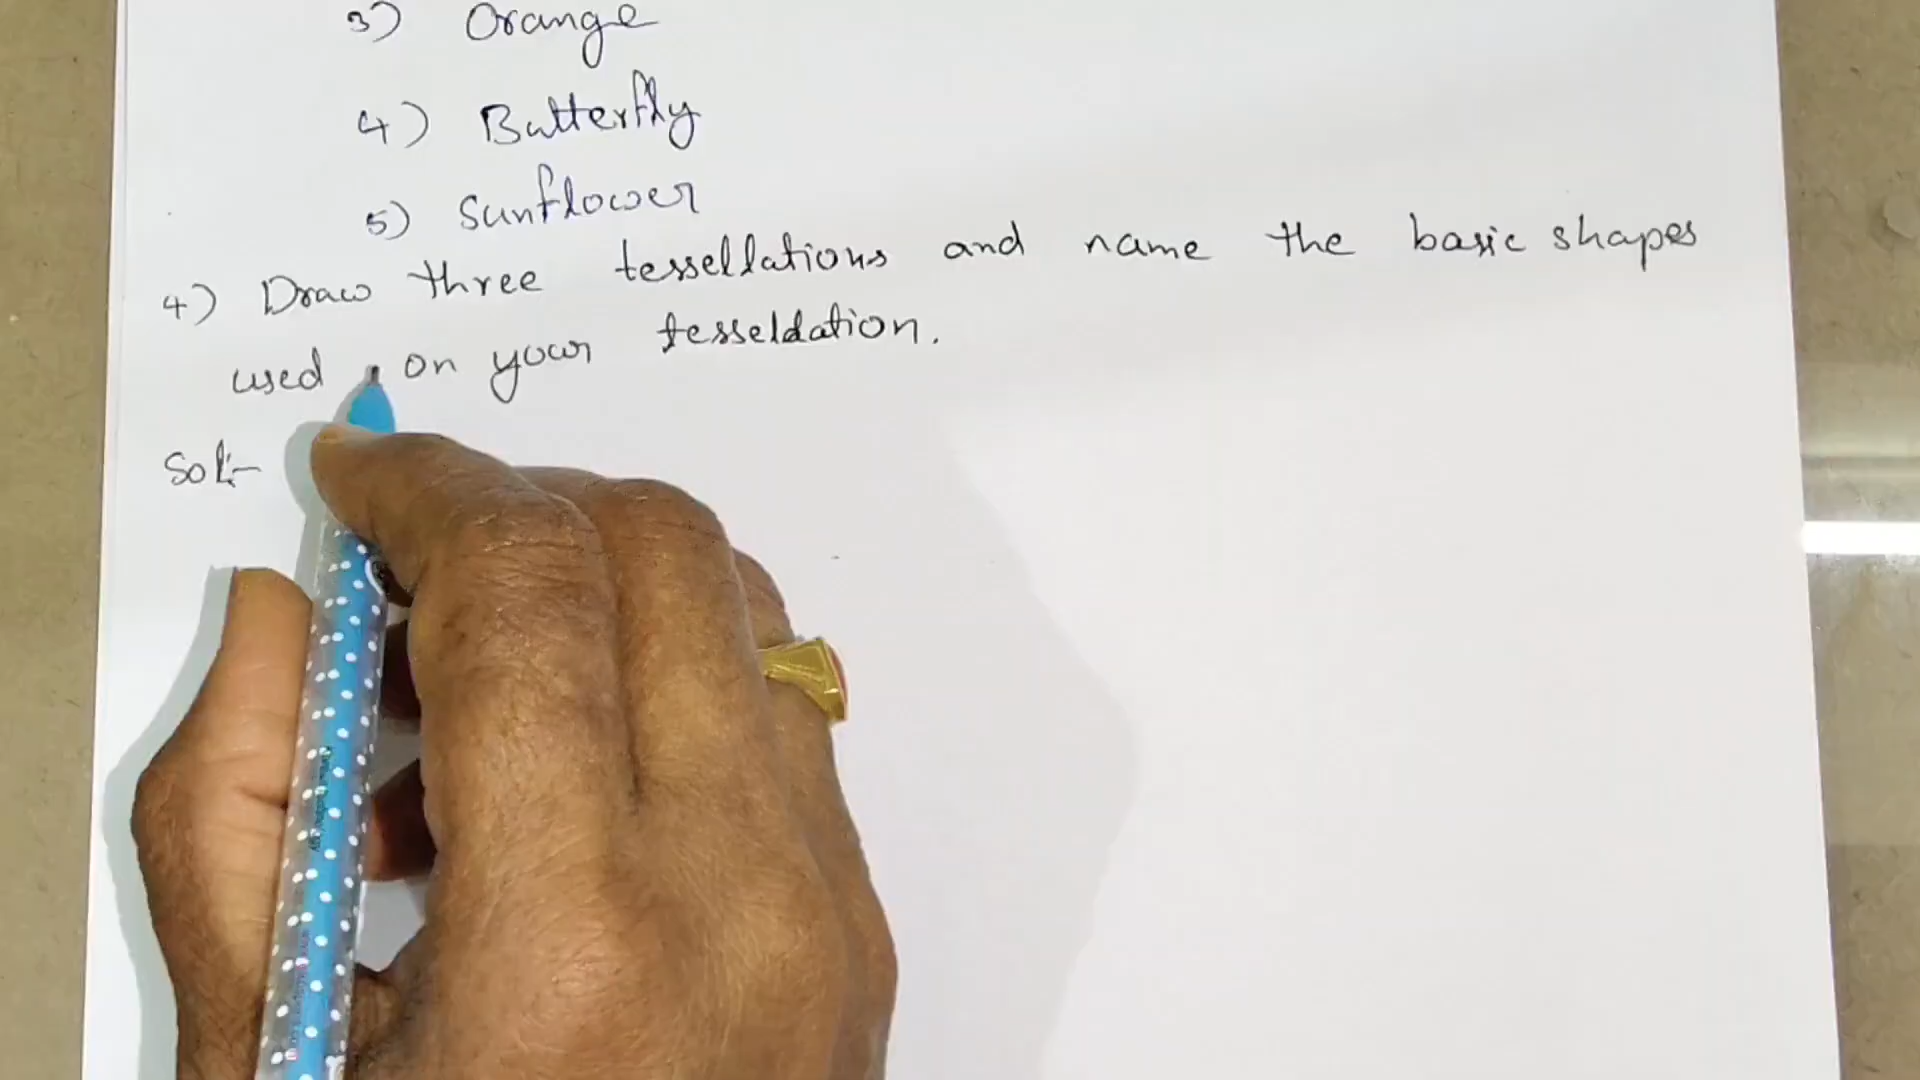 3) Orange
4) Butterfly
5) Sunflower
4) Draw three tessellations and name the basic shapes
used on your tesseldation.
Sol:-